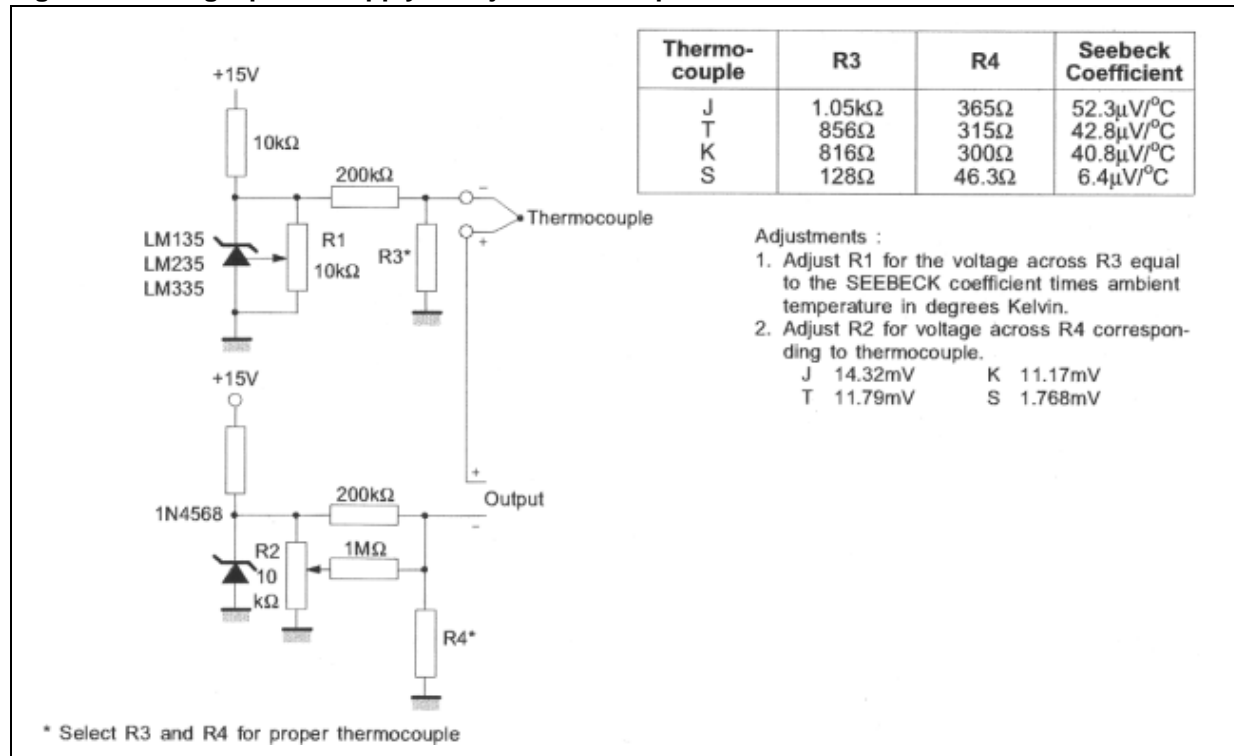 +15V
10kΩ
200kΩ
LM135
LM235
LM335
R1
10kΩ
R3*
−
+
Thermocouple
+15V
1N4568
R2
10
kΩ
200kΩ
1MΩ
R4*
+
Output
−
* Select R3 and R4 for proper thermocouple
Thermo-couple R3 R4 Seebeck Coefficient
J 1.05kΩ 365Ω 52.3µV/°C
T 856Ω 315Ω 42.8µV/°C
K 816Ω 300Ω 40.8µV/°C
S 128Ω 46.3Ω 6.4µV/°C
Adjustments :
1. Adjust R1 for the voltage across R3 equal
to the SEEBECK coefficient times ambient
temperature in degrees Kelvin.
2. Adjust R2 for voltage across R4 correspon-
ding to thermocouple.
J 14.32mV K 11.17mV
T 11.79mV S 1.768mV